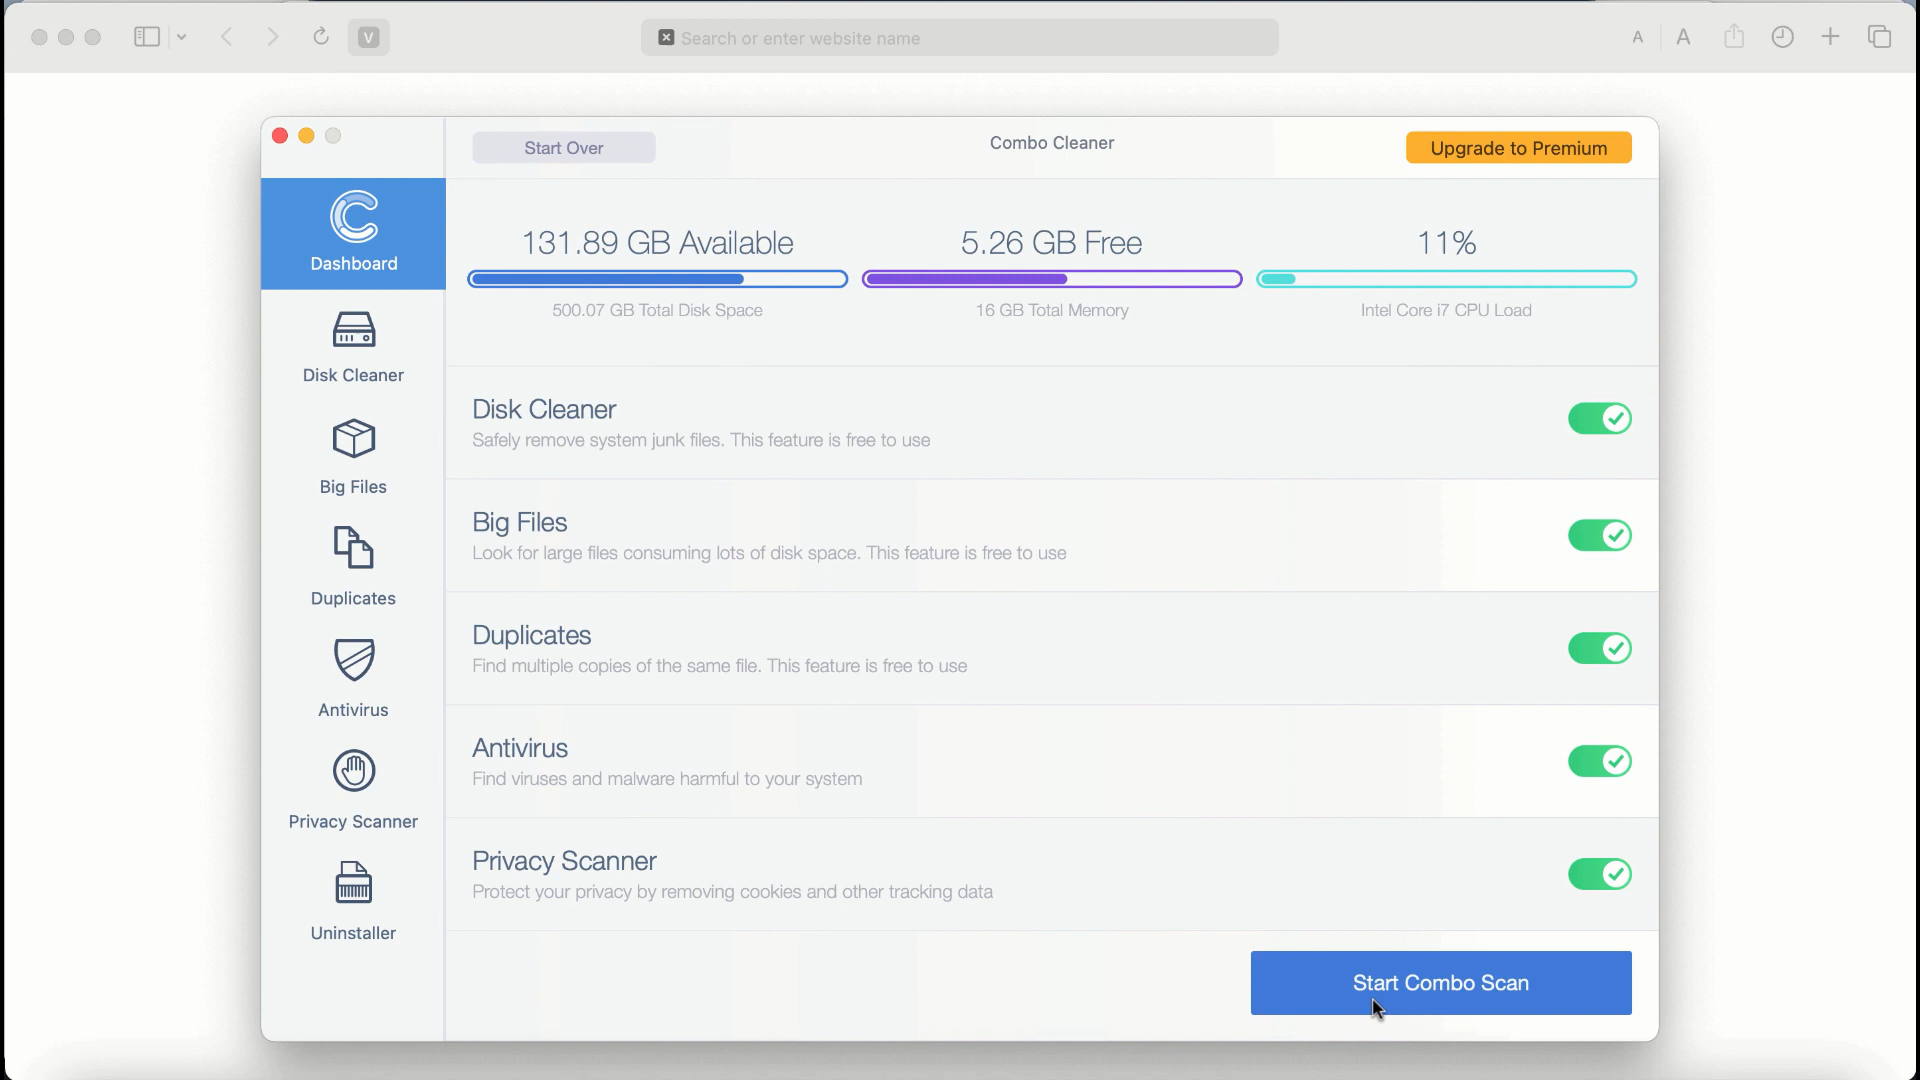 V
Search or enter website name
A
A
Start Over
Combo Cleaner
Upgrade to Premium
Dashboard
Disk Cleaner
Big Files
Duplicates
Antivirus
Privacy Scanner
Uninstaller
131.89 GB Available
500.07 GB Total Disk Space
5.26 GB Free
16 GB Total Memory
11%
Intel Core i7 CPU Load
Disk Cleaner
Safely remove system junk files. This feature is free to use
Big Files
Look for large files consuming lots of disk space. This feature is free to use
Duplicates
Find multiple copies of the same file. This feature is free to use
Antivirus
Find viruses and malware harmful to your system
Privacy Scanner
Protect your privacy by removing cookies and other tracking data
Start Combo Scan